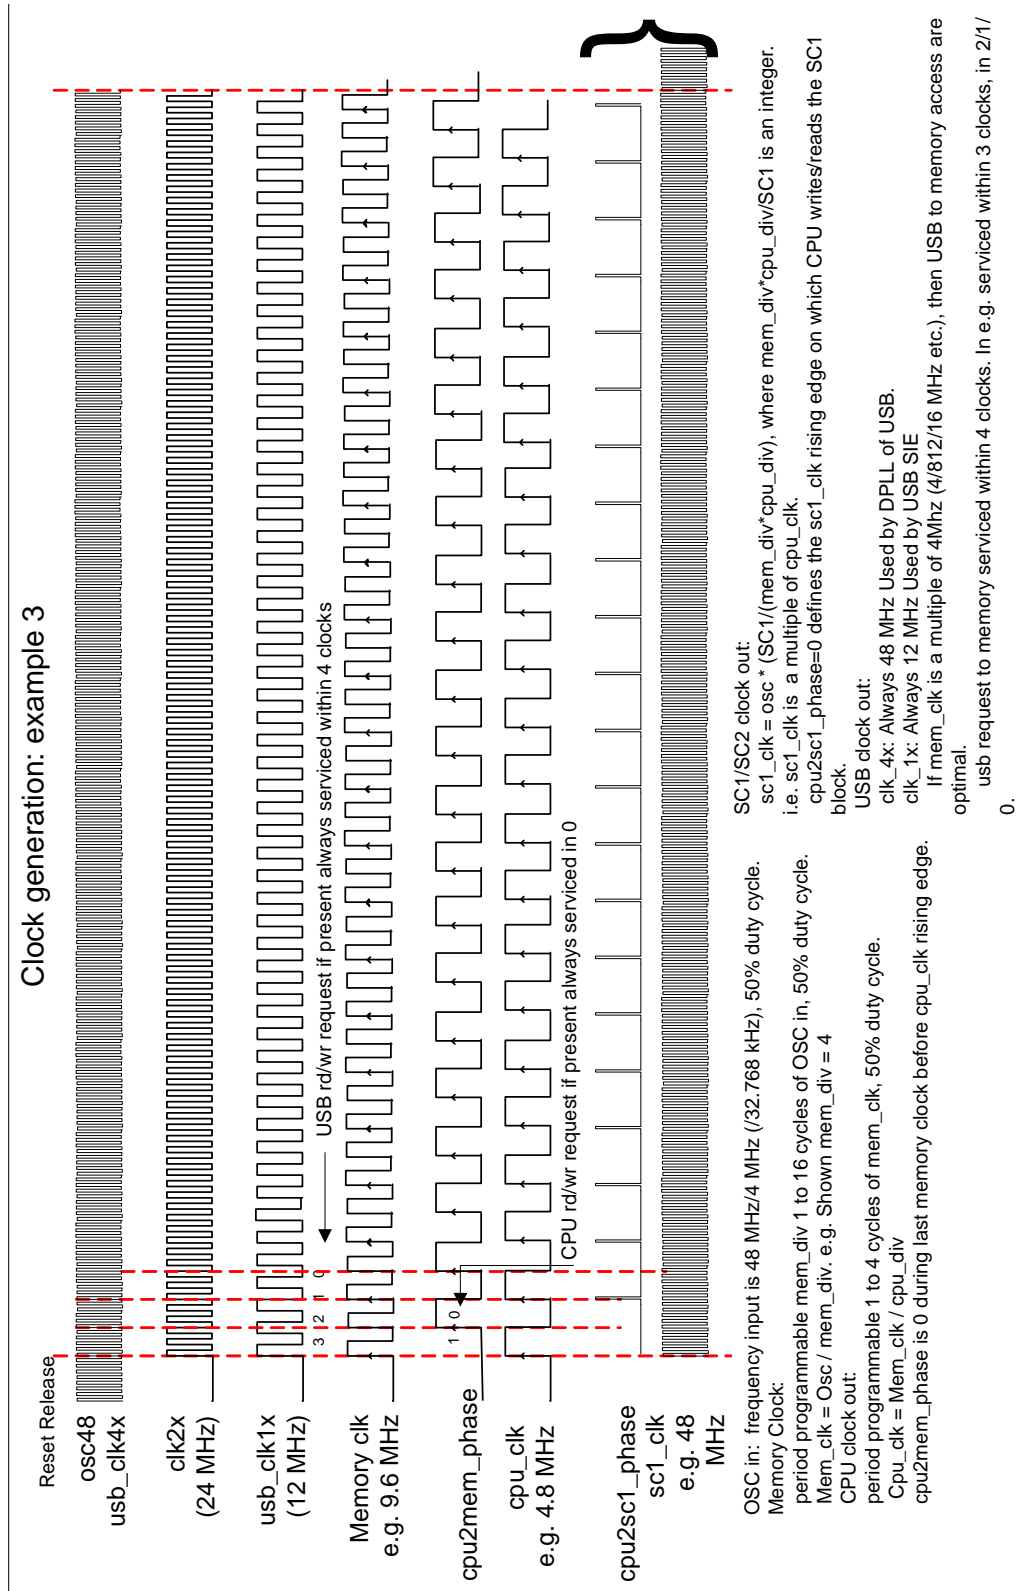 Clock generation: example 3
Reset Release
osc48
usb_clk4x
clk2x
(24 MHz)
usb_clk1x
(12 MHz)
3 2 1 0
USB rd/wr request if present always serviced within 4 clocks
Memory clk
e.g. 9.6 MHz
cpu2mem_phase
1 0
cpu_clk
e.g. 4.8 MHz
CPU rd/wr request if present always serviced in 0
cpu2sc1_phase
sc1_clk
e.g. 48
MHz
OSC in: frequency input is 48 MHz/4 MHz (/32.768 kHz), 50% duty cycle.
Memory Clock:
period programmable mem_div 1 to 16 cycles of OSC in, 50% duty cycle.
Mem_clk = Osc / mem_div. e.g. Shown mem_div = 4
CPU clock out:
period programmable 1 to 4 cycles of mem_clk, 50% duty cycle.
Cpu_clk = Mem_clk / cpu_div
cpu2mem_phase is 0 during last memory clock before cpu_clk rising edge.
SC1/SC2 clock out:
sc1_clk = osc * (SC1/(mem_div*cpu_div), where mem_div*cpu_div/SC1 is an integer.
i.e. sc1_clk is a multiple of cpu_clk.
cpu2sc1_phase=0 defines the sc1_clk rising edge on which CPU writes/reads the SC1
block.
USB clock out:
clk_4x: Always 48 MHz Used by DPLL of USB.
clk_1x: Always 12 MHz Used by USB SIE
If mem_clk is a multiple of 4Mhz (4/812/16 MHz etc.), then USB to memory access are
optimal.
usb request to memory serviced within 4 clocks. In e.g. serviced within 3 clocks, in 2/1/
0.